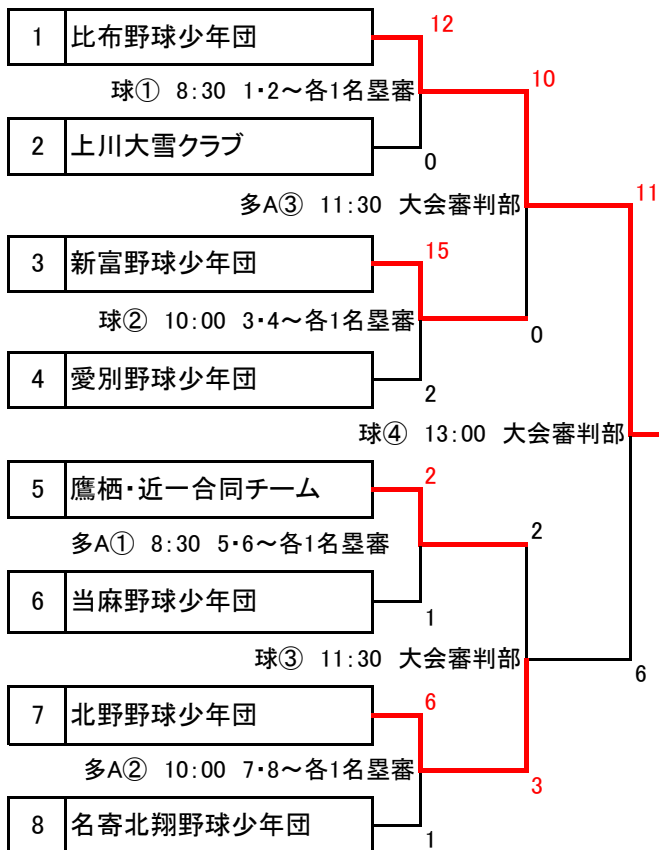 1 比布野球少年団 12
球① 8:30 1・2～各1名塁審 10
2 上川大雪クラブ 0
多A③ 11:30 大会審判部 11
3 新富野球少年団 15
球② 10:00 3・4～各1名塁審 0
4 愛別野球少年団 2
球④ 13:00 大会審判部
5 鷹栖・近一合同チーム 2
多A① 8:30 5・6～各1名塁審 2
6 当麻野球少年団 1
球③ 11:30 大会審判部 6
7 北野野球少年団 6
多A② 10:00 7・8～各1名塁審 3
8 名寄北翔野球少年団 1